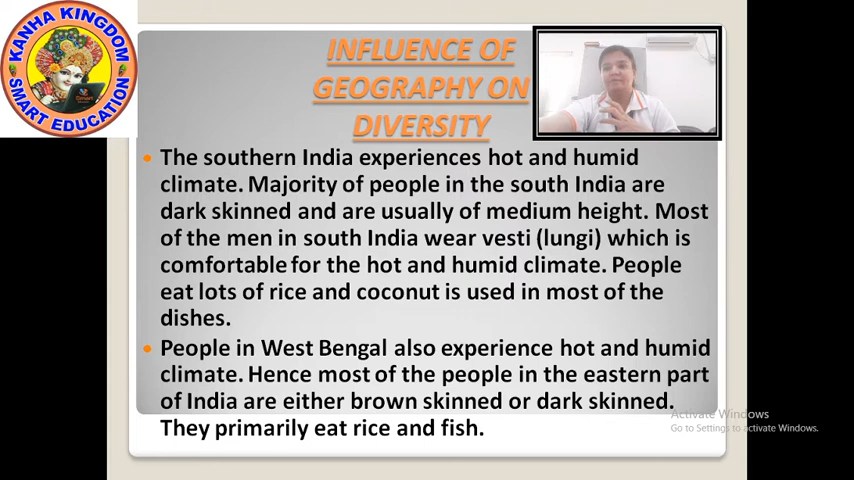 KANHA KINGDOM
SMART EDUCATION
INFLUENCE OF
GEOGRAPHY ON
DIVERSITY
• The southern India experiences hot and humid
climate. Majority of people in the south India are
dark skinned and are usually of medium height. Most
of the men in south India wear vesti (lungi) which is
comfortable for the hot and humid climate. People
eat lots of rice and coconut is used in most of the
dishes.
• People in West Bengal also experience hot and humid
climate. Hence most of the people in the eastern part
of India are either brown skinned or dark skinned.
They primarily eat rice and fish.
Activate Windows
Go to Settings to activate Windows.